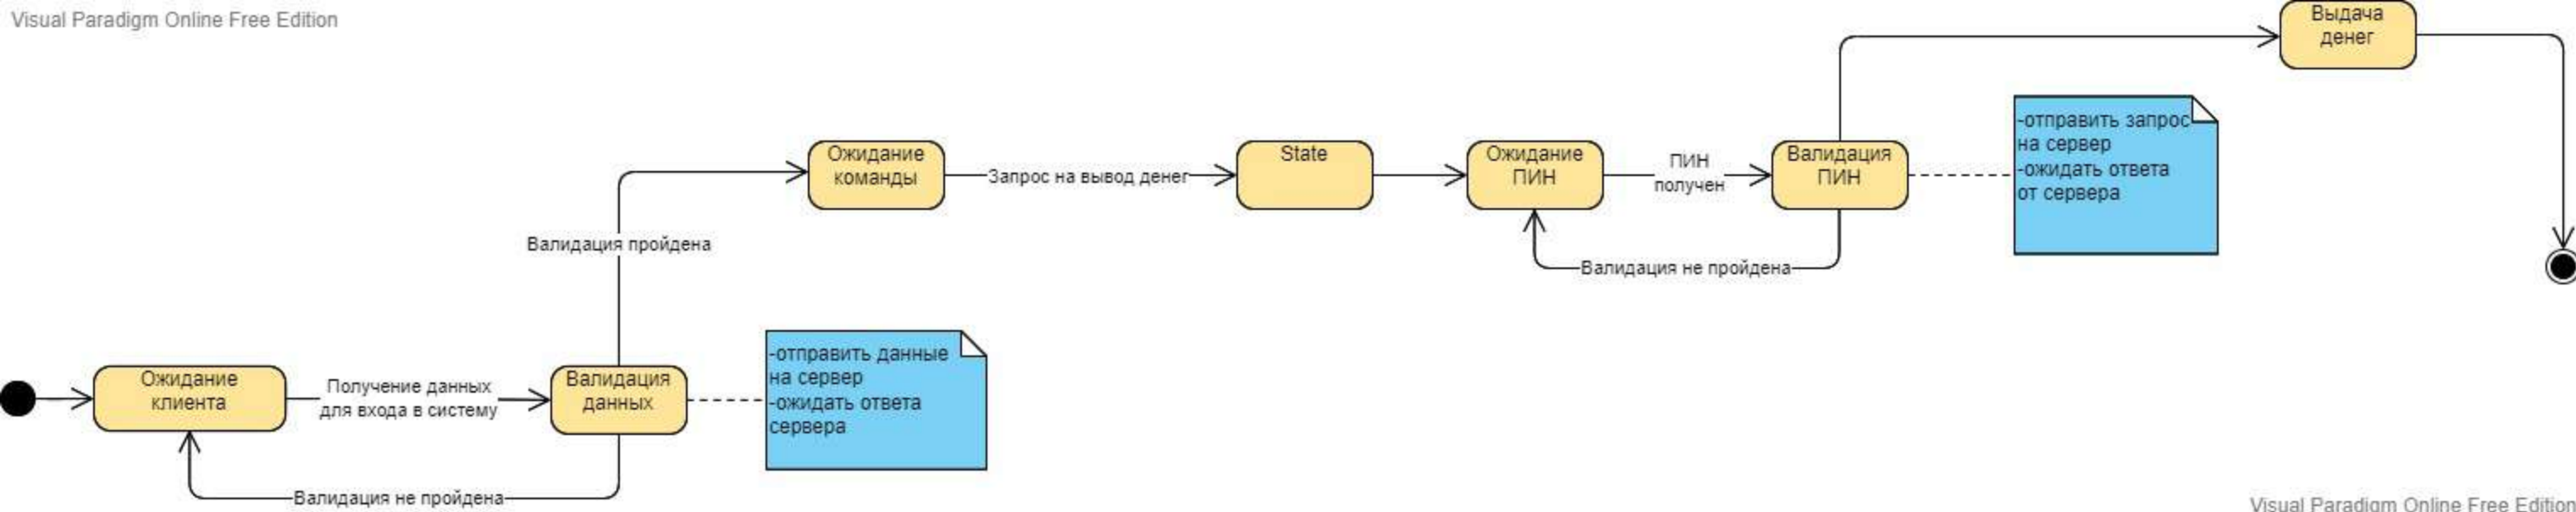 Visual Paradigm Online Free Edition
Выдача
денег
-отправить запрос
на сервер
-ожидать ответа
от сервера
Ожидание
команды
Запрос на вывод денег
State
Ожидание
ПИН
ПИН
получен
Валидация
ПИН
Валидация пройдена
Валидация не пройдена
-отправить данные
на сервер
-ожидать ответа
сервера
Ожидание
клиента
Получение данных
для входа в систему
Валидация
данных
Валидация не пройдена
Visual Paradigm Online Free Edition